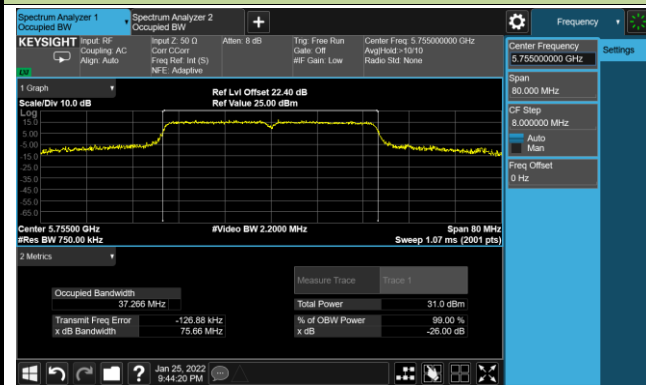 Spectrum Analyzer 1
Occupied BW
Spectrum Analyzer 2
Occupied BW
+
Frequency
KEYSIGHT
Input: RF
Coupling: AC
Align: Auto
Input Z: 50 Ω
Corr CCorr
Freq Ref: Int (S)
NFE: Adaptive
Atten: 8 dB
Trig: Free Run
Gate: Off
#IF Gain: Low
Center Freq: 5.755000000 GHz
Avg|Hold:>10/10
Radio Std: None
Center Frequency
5.755000000 GHz
Settings
Span
80.000 MHz
CF Step
8.000000 MHz
Auto
Man
Freq Offset
0 Hz
1 Graph
Scale/Div 10.0 dB
Ref Lvl Offset 22.40 dB
Ref Value 25.00 dBm
Log
15.0
5.00
-5.00
-15.0
-25.0
-35.0
-45.0
-55.0
-65.0
Center 5.75500 GHz
#Video BW 2.2000 MHz
Span 80 MHz
#Res BW 750.00 kHz
Sweep 1.07 ms (2001 pts)
2 Metrics
Measure Trace
Trace 1
Occupied Bandwidth
37.266 MHz
Total Power
31.0 dBm
Transmit Freq Error
-126.88 kHz
% of OBW Power
99.00 %
x dB Bandwidth
75.66 MHz
x dB
-26.00 dB
?
Jan 25, 2022
9:44:20 PM